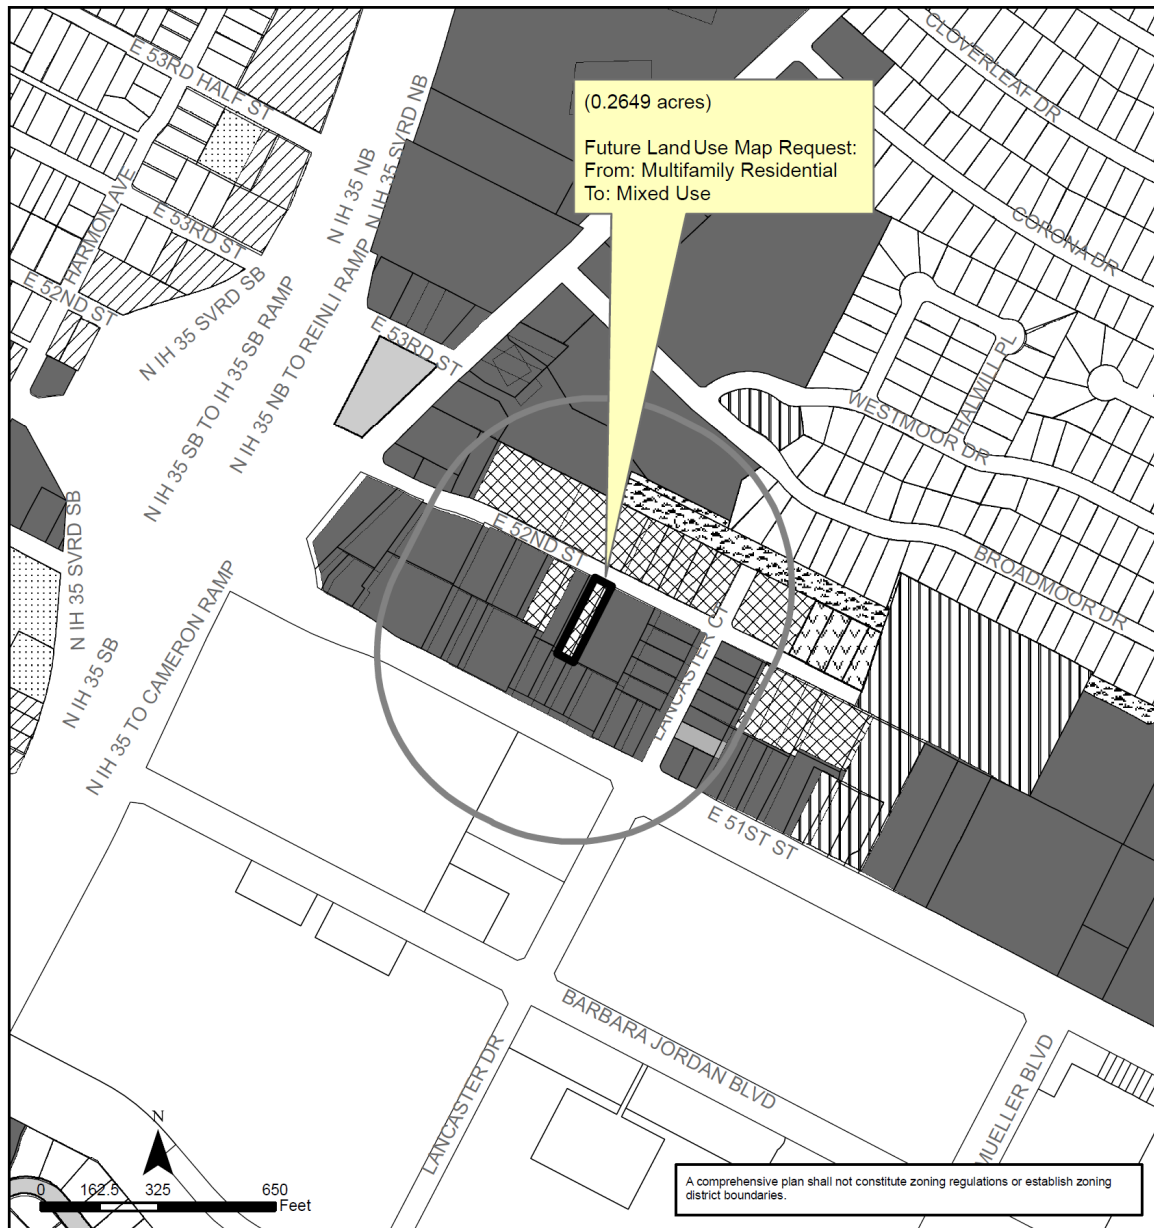 CLOVERLEAF DR
E 53RD HALF ST
(0.2649 acres)
Future Land Use Map Request:
From: Multifamily Residential
To: Mixed Use
N IH 35 NB
N IH 35 SVRD NB
HARMON AVE
E 53RD ST
CORONA DR
E 52ND ST
N IH 35 SVRD SB
N IH 35 SB TO IH 35 SB RAMP
N IH 35 NB TO REINLI RAMP
E 53RD ST
HALWILL PL
WESTMOOR DR
N IH 35 SVRD SB
E 52ND ST
BROADMOOR DR
N IH 35 SB
N IH 35 TO CAMERON RAMP
LANCASTER CT
E 51ST ST
BARBARA JORDAN BLVD
LANCASTER DR
MUELLER BLVD
N
0 162.5 325 650
Feet
A comprehensive plan shall not constitute zoning regulations or establish zoning
district boundaries.